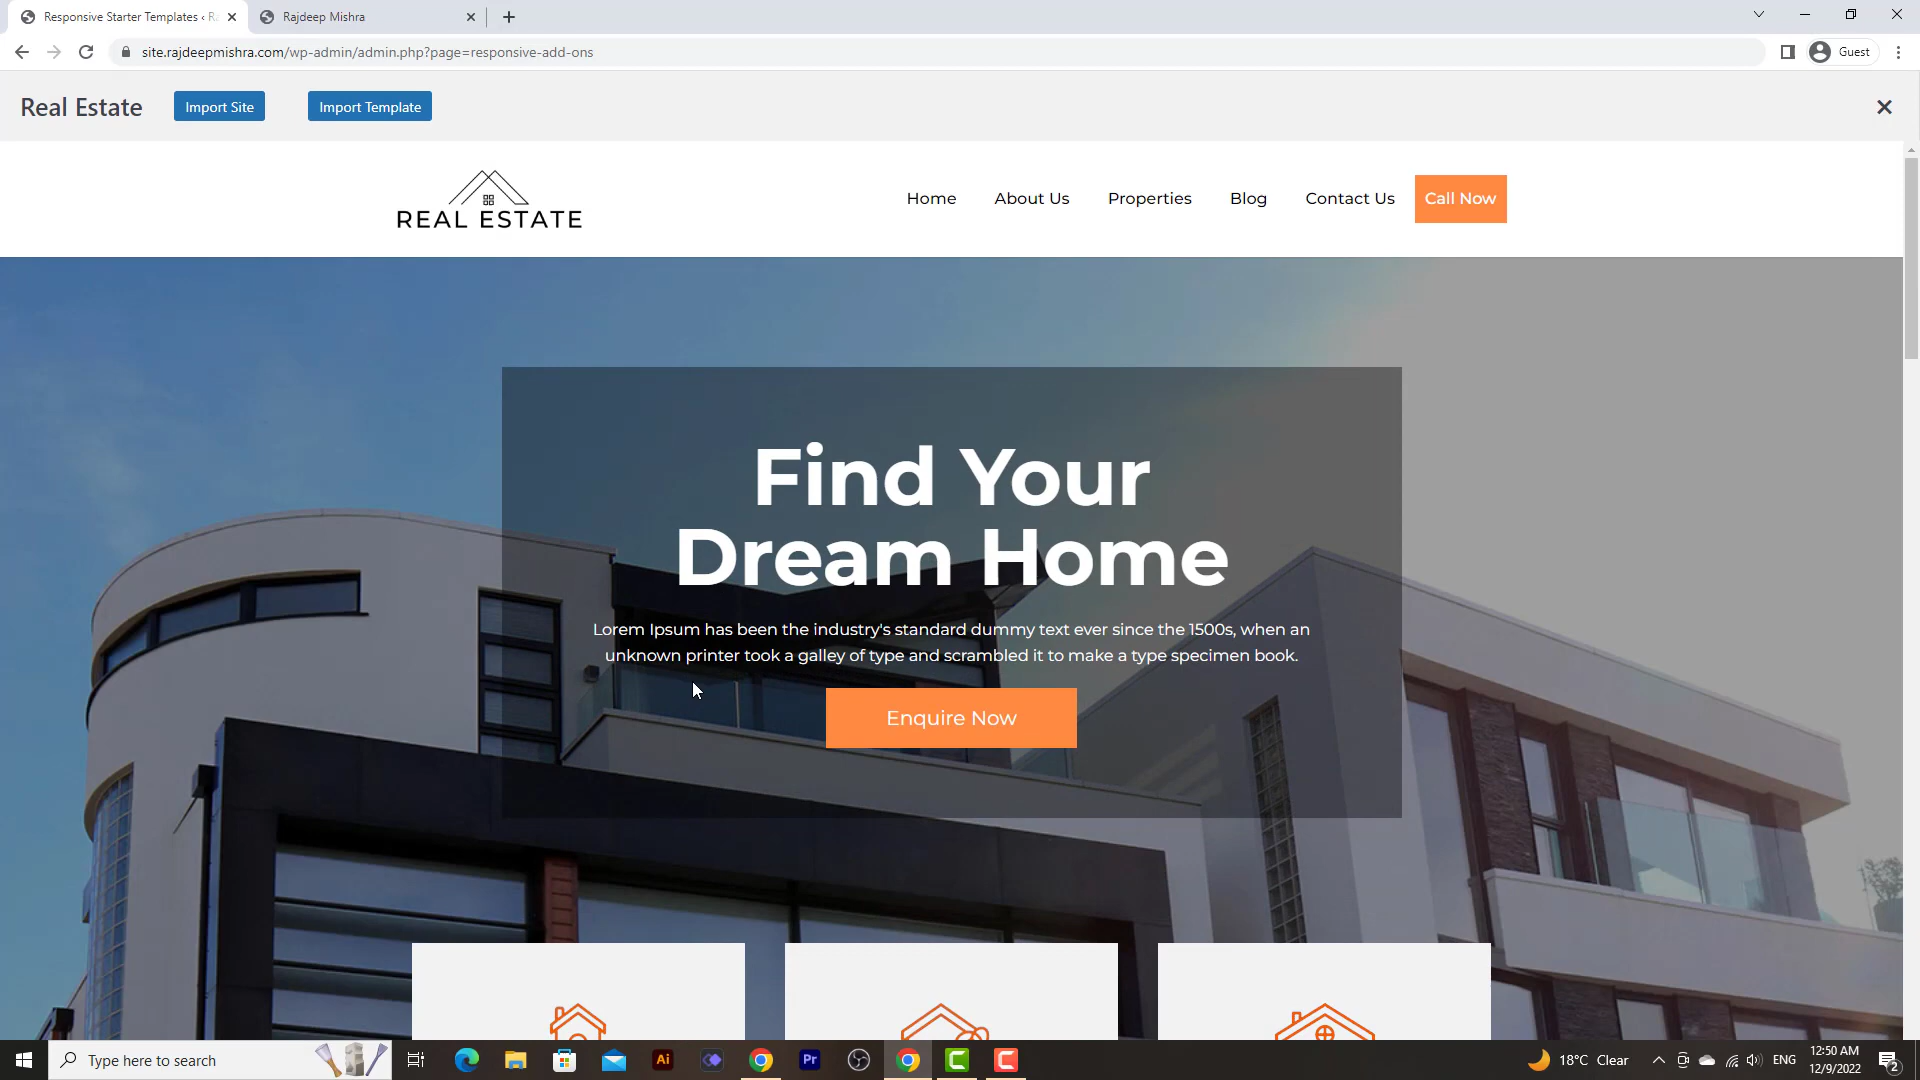 Responsive Starter Templates ‹ Ra
Rajdeep Mishra
site.rajdeepmishra.com/wp-admin/admin.php?page=responsive-add-ons
Guest
Real Estate
Import Site
Import Template
REAL ESTATE
Home
About Us
Properties
Blog
Contact Us
Call Now
Find Your
Dream Home
Lorem Ipsum has been the industry's standard dummy text ever since the 1500s, when an
unknown printer took a galley of type and scrambled it to make a type specimen book.
Enquire Now
Type here to search
Ai
Pr
18°C Clear
ENG
12:50 AM
12/9/2022
2